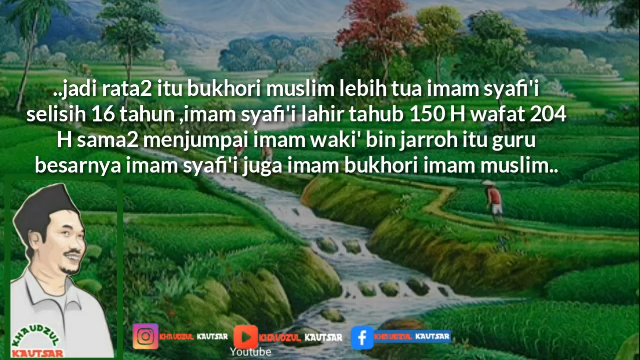 ..jadi rata2 itu bukhori muslim lebih tua imam syafi'i
selisih 16 tahun ,imam syafi'i lahir tahub 150 H wafat 204
H sama2 menjumpai imam waki' bin jarroh itu guru
besarnya imam syafi'i juga imam bukhori imam muslim..
KHAUDZUL
KAUTSAR
KHAUDZUL KAUTSAR
KHAUDZUL KAUTSAR
KHAUDZUL KAUTSAR
Youtube